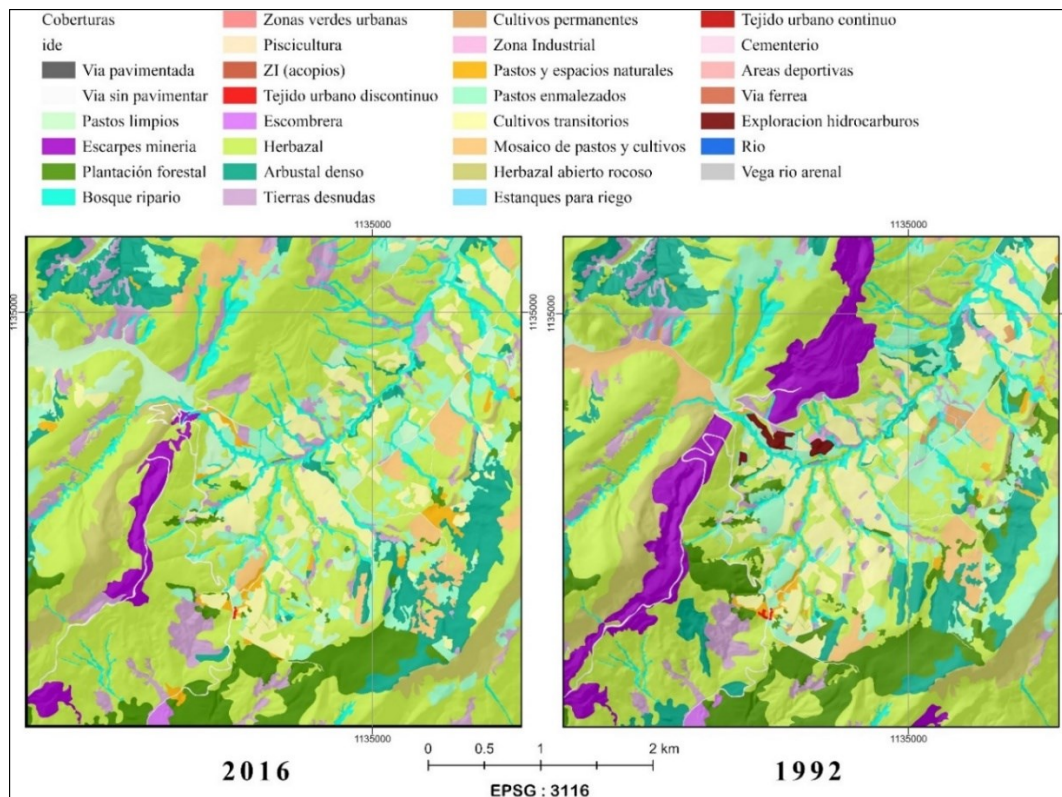 Coberturas
ide
Via pavimentada
Via sin pavimentar
Pastos limpios
Escarpes mineria
Plantación forestal
Bosque ripario
Zonas verdes urbanas
Piscicultura
ZI (acopios)
Tejido urbano discontinuo
Escombrera
Herbazal
Arbustal denso
Tierras desnudas
Cultivos permanentes
Zona Industrial
Pastos y espacios naturales
Pastos enmalezados
Cultivos transitorios
Mosaico de pastos y cultivos
Herbazal abierto rocoso
Estanques para riego
Tejido urbano continuo
Cementerio
Areas deportivas
Via ferrea
Exploracion hidrocarburos
Rio
Vega rio arenal
1135000
1135000
1135000
1135000
1135000
1135000
1135000
2016
0 0.5 1 2 km
EPSG : 3116
1992